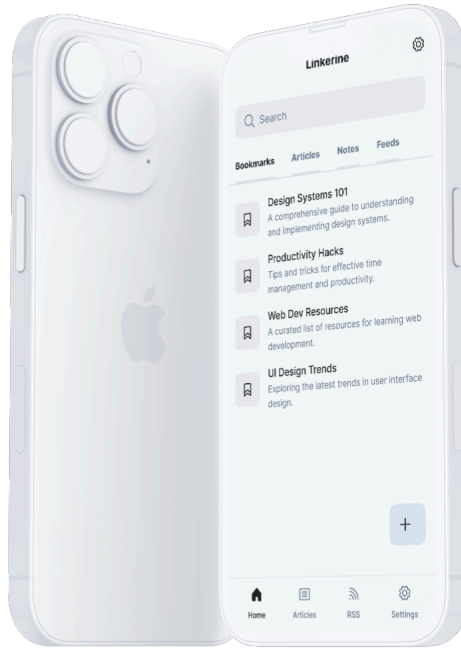 Linkerine
Search
Bookmarks Articles Notes Feeds
Design Systems 101
A comprehensive guide to understanding
and implementing design systems.
Productivity Hacks
Tips and tricks for effective time
management and productivity.
Web Dev Resources
A curated list of resources for learning web
development.
UI Design Trends
Exploring the latest trends in user interface
design.
+
Home Articles RSS Settings